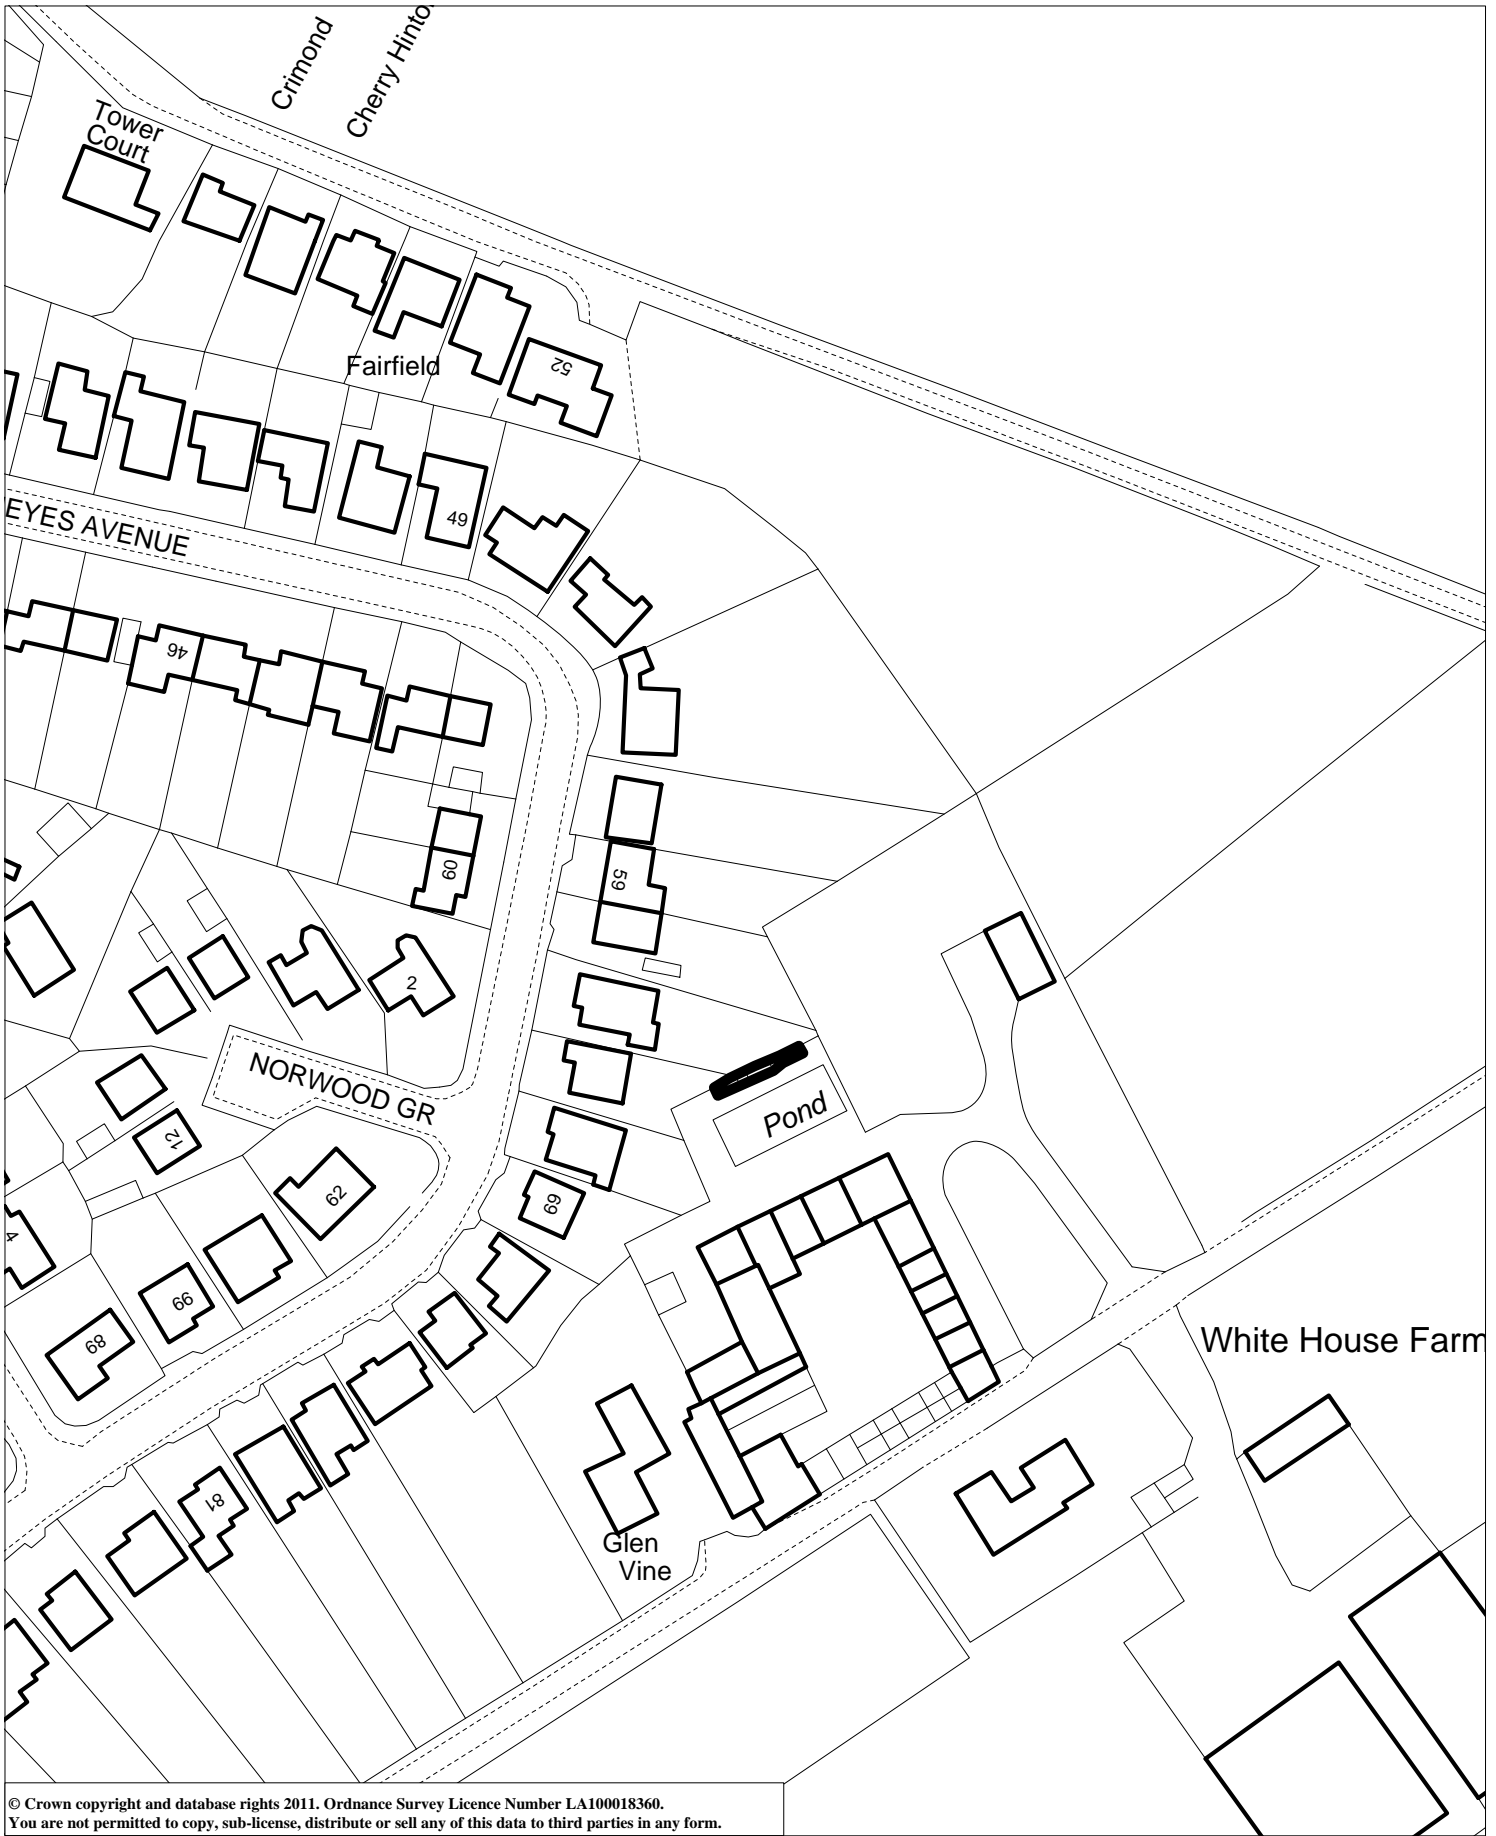 Crimond
Cherry Hinto
Tower
Court
Fairfield
52
49
EYES AVENUE
46
60
59
2
NORWOOD GR
Pond
12
62
69
4
66
68
White House Farm
81
Glen
Vine
© Crown copyright and database rights 2011. Ordnance Survey Licence Number LA100018360.
You are not permitted to copy, sub-license, distribute or sell any of this data to third parties in any form.